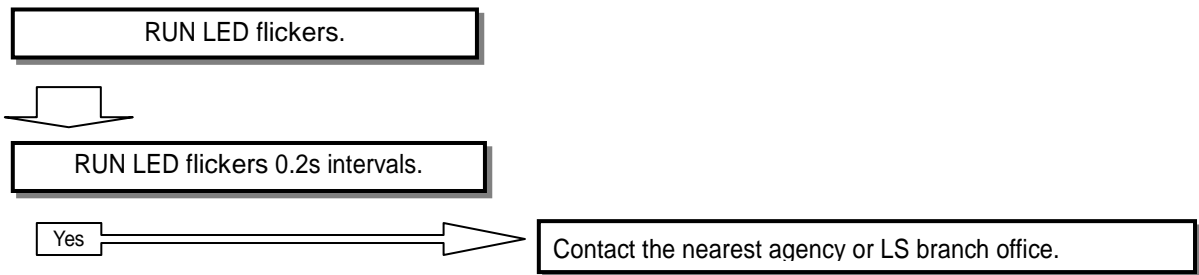 RUN LED flickers.
RUN LED flickers 0.2s intervals.
Yes
Contact the nearest agency or LS branch office.